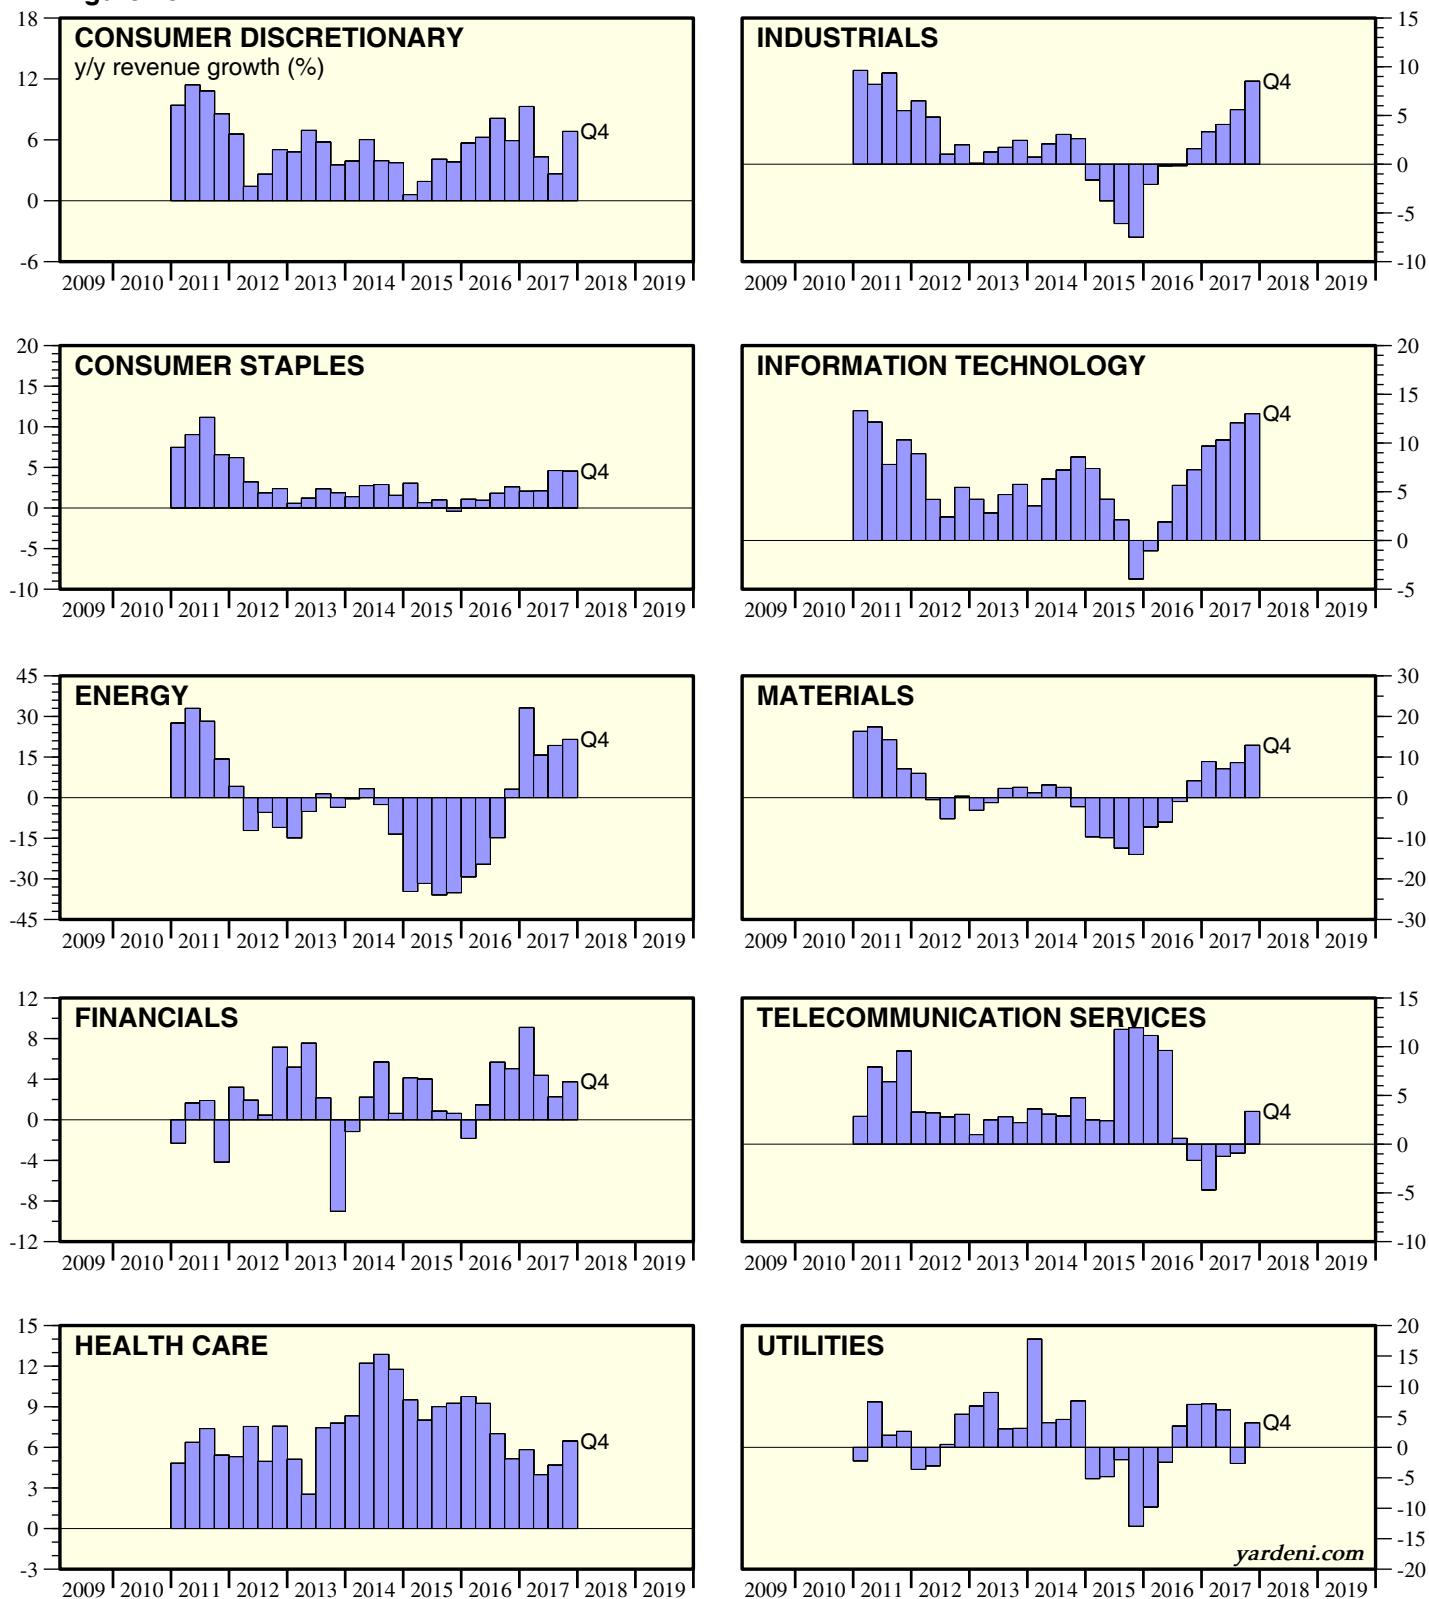 CONSUMER DISCRETIONARY
y/y revenue growth (%)
18
12
6
0
-6
Q4
2009 2010 2011 2012 2013 2014 2015 2016 2017 2018 2019
INDUSTRIALS
15
10
5
0
-5
-10
Q4
2009 2010 2011 2012 2013 2014 2015 2016 2017 2018 2019
CONSUMER STAPLES
20
15
10
5
0
-5
-10
Q4
2009 2010 2011 2012 2013 2014 2015 2016 2017 2018 2019
INFORMATION TECHNOLOGY
20
15
10
5
0
-5
Q4
2009 2010 2011 2012 2013 2014 2015 2016 2017 2018 2019
ENERGY
45
30
15
0
-15
-30
-45
Q4
2009 2010 2011 2012 2013 2014 2015 2016 2017 2018 2019
MATERIALS
30
20
10
0
-10
-20
-30
Q4
2009 2010 2011 2012 2013 2014 2015 2016 2017 2018 2019
FINANCIALS
12
8
4
0
-4
-8
-12
Q4
2009 2010 2011 2012 2013 2014 2015 2016 2017 2018 2019
TELECOMMUNICATION SERVICES
15
10
5
0
-5
-10
Q4
2009 2010 2011 2012 2013 2014 2015 2016 2017 2018 2019
HEALTH CARE
15
12
9
6
3
0
-3
Q4
2009 2010 2011 2012 2013 2014 2015 2016 2017 2018 2019
UTILITIES
20
15
10
5
0
-5
-10
-15
-20
Q4
yardeni.com
2009 2010 2011 2012 2013 2014 2015 2016 2017 2018 2019